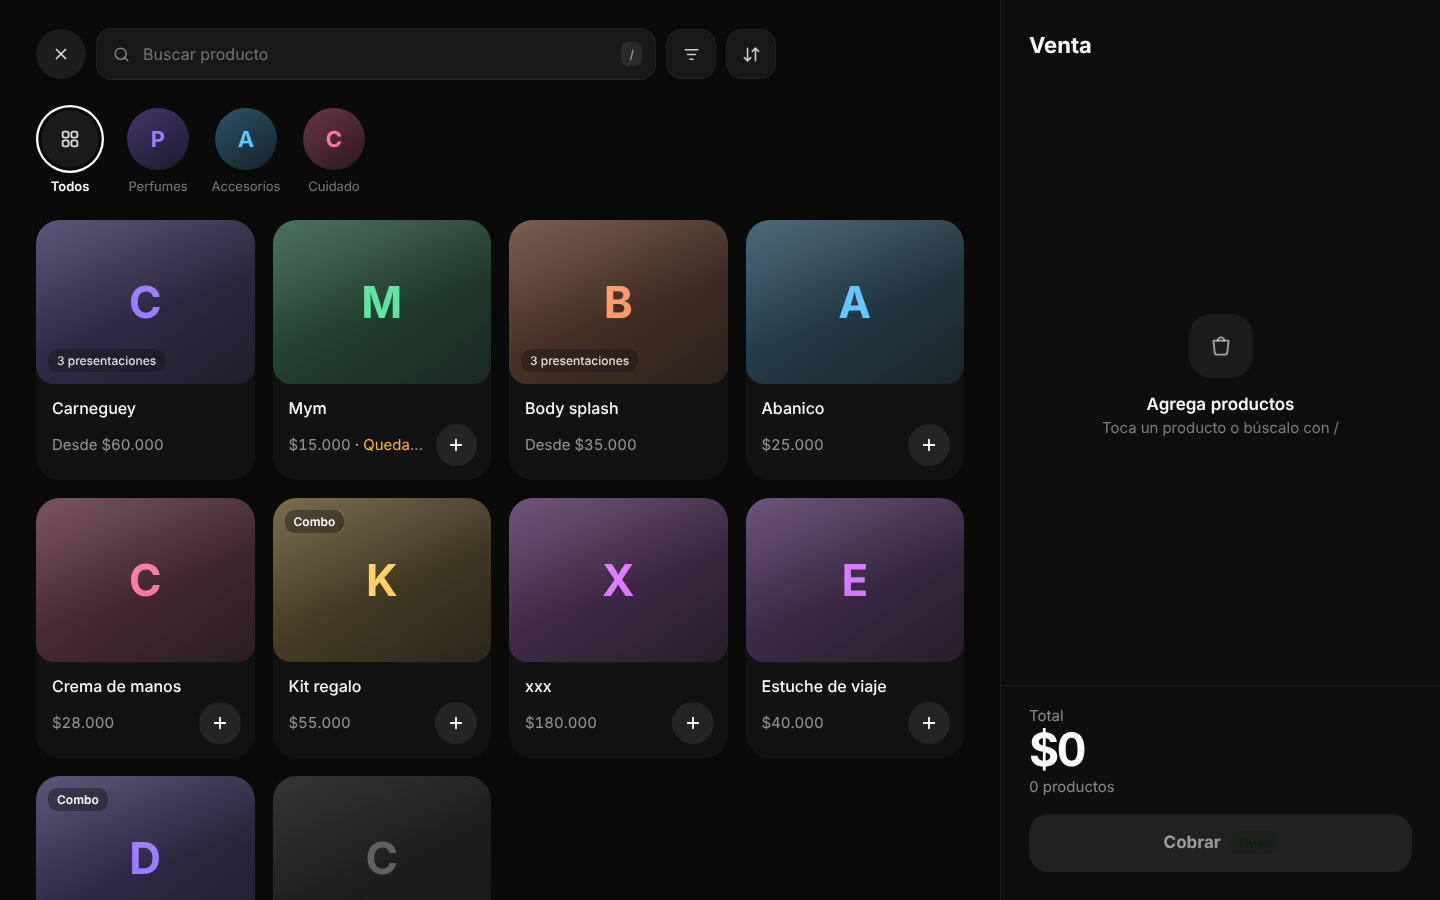 Buscar producto /
Venta
P
A
C
Todos
Perfumes
Accesorios
Cuidado
C
3 presentaciones
Carneguey
Desde $60.000
M
Mym
$15.000 · Queda...
B
3 presentaciones
Body splash
Desde $35.000
A
Abanico
$25.000
C
Crema de manos
$28.000
Combo
K
Kit regalo
$55.000
X
xxx
$180.000
E
Estuche de viaje
$40.000
Combo
D
C
Agrega productos
Toca un producto o búscalo con /
Total
$0
0 productos
Cobrar Enter